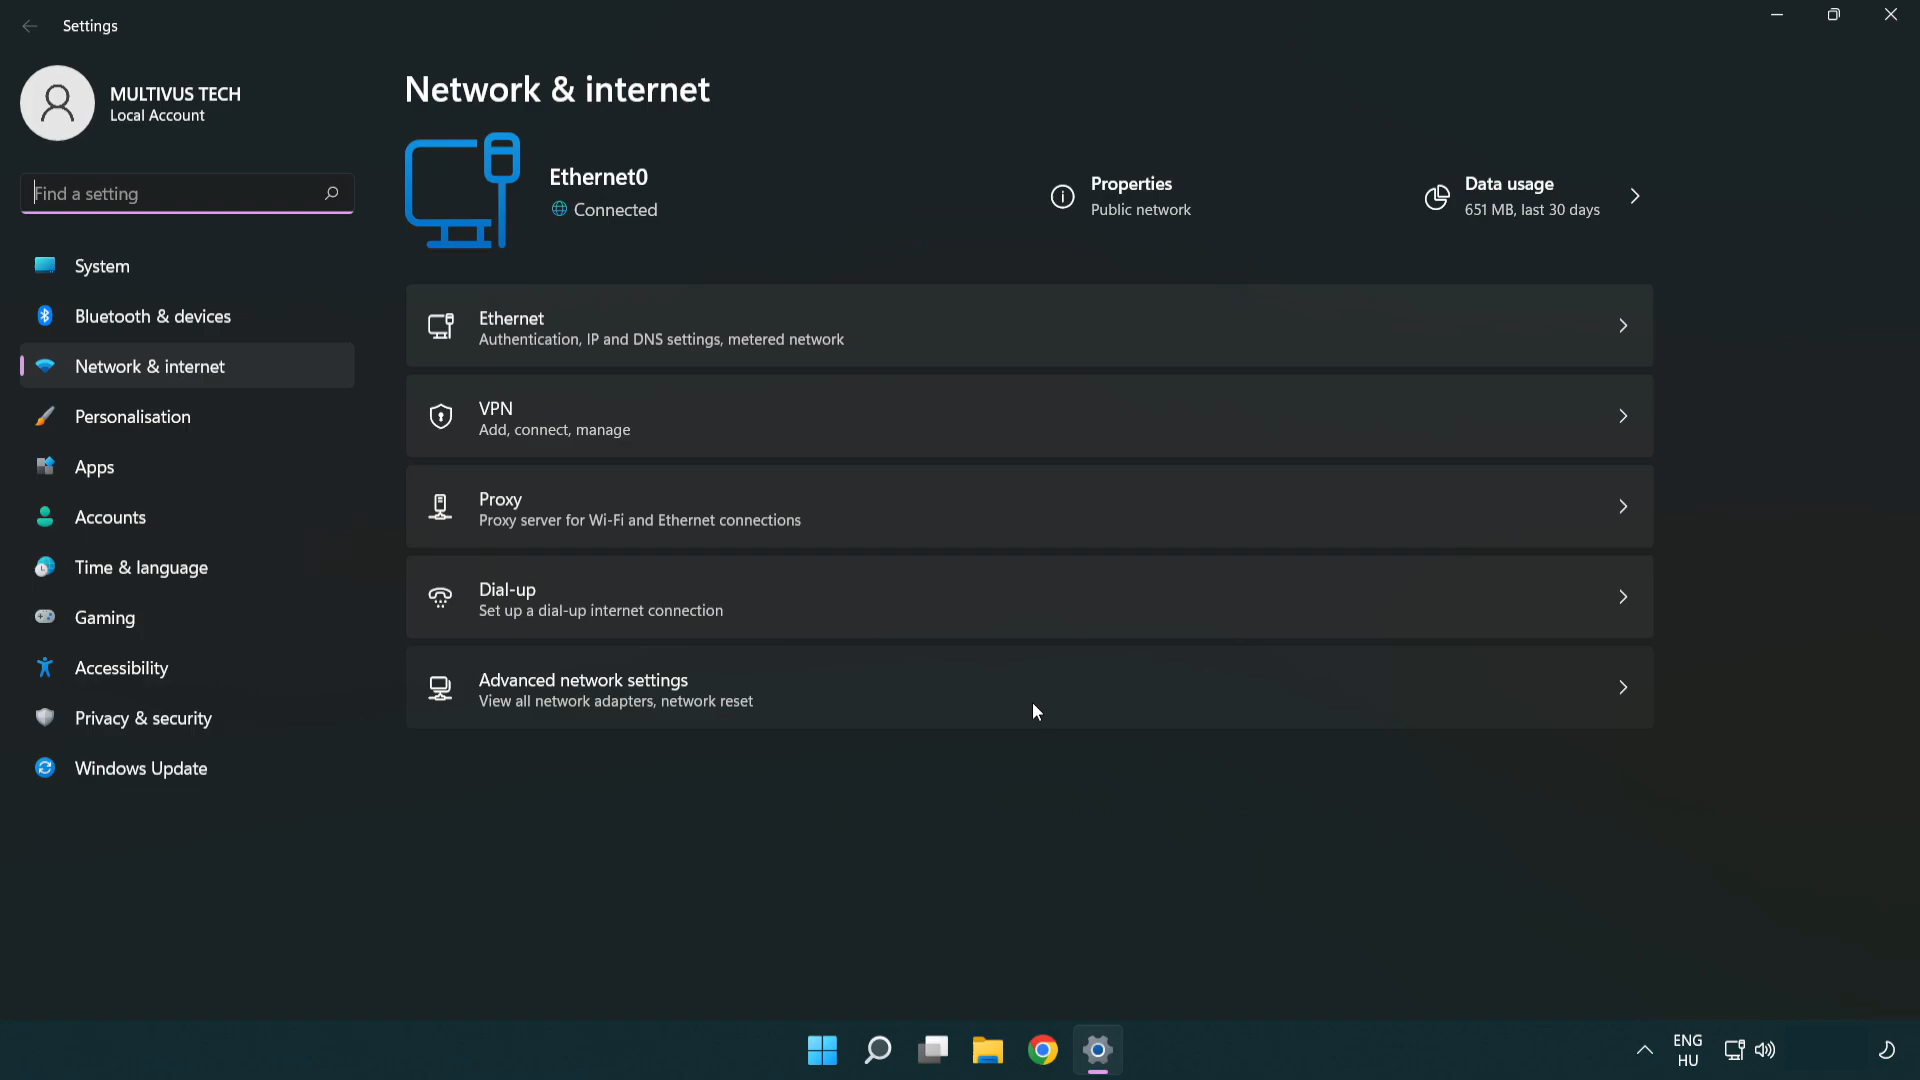 Settings
MULTIVUS TECH
Local Account
Find a setting
System
Bluetooth & devices
Network & internet
Personalisation
Apps
Accounts
Time & language
Gaming
Accessibility
Privacy & security
Windows Update
Network & internet
Ethernet0
Connected
Properties
Public network
Data usage
651 MB, last 30 days
Ethernet
Authentication, IP and DNS settings, metered network
VPN
Add, connect, manage
Proxy
Proxy server for Wi-Fi and Ethernet connections
Dial-up
Set up a dial-up internet connection
Advanced network settings
View all network adapters, network reset
ENG
HU